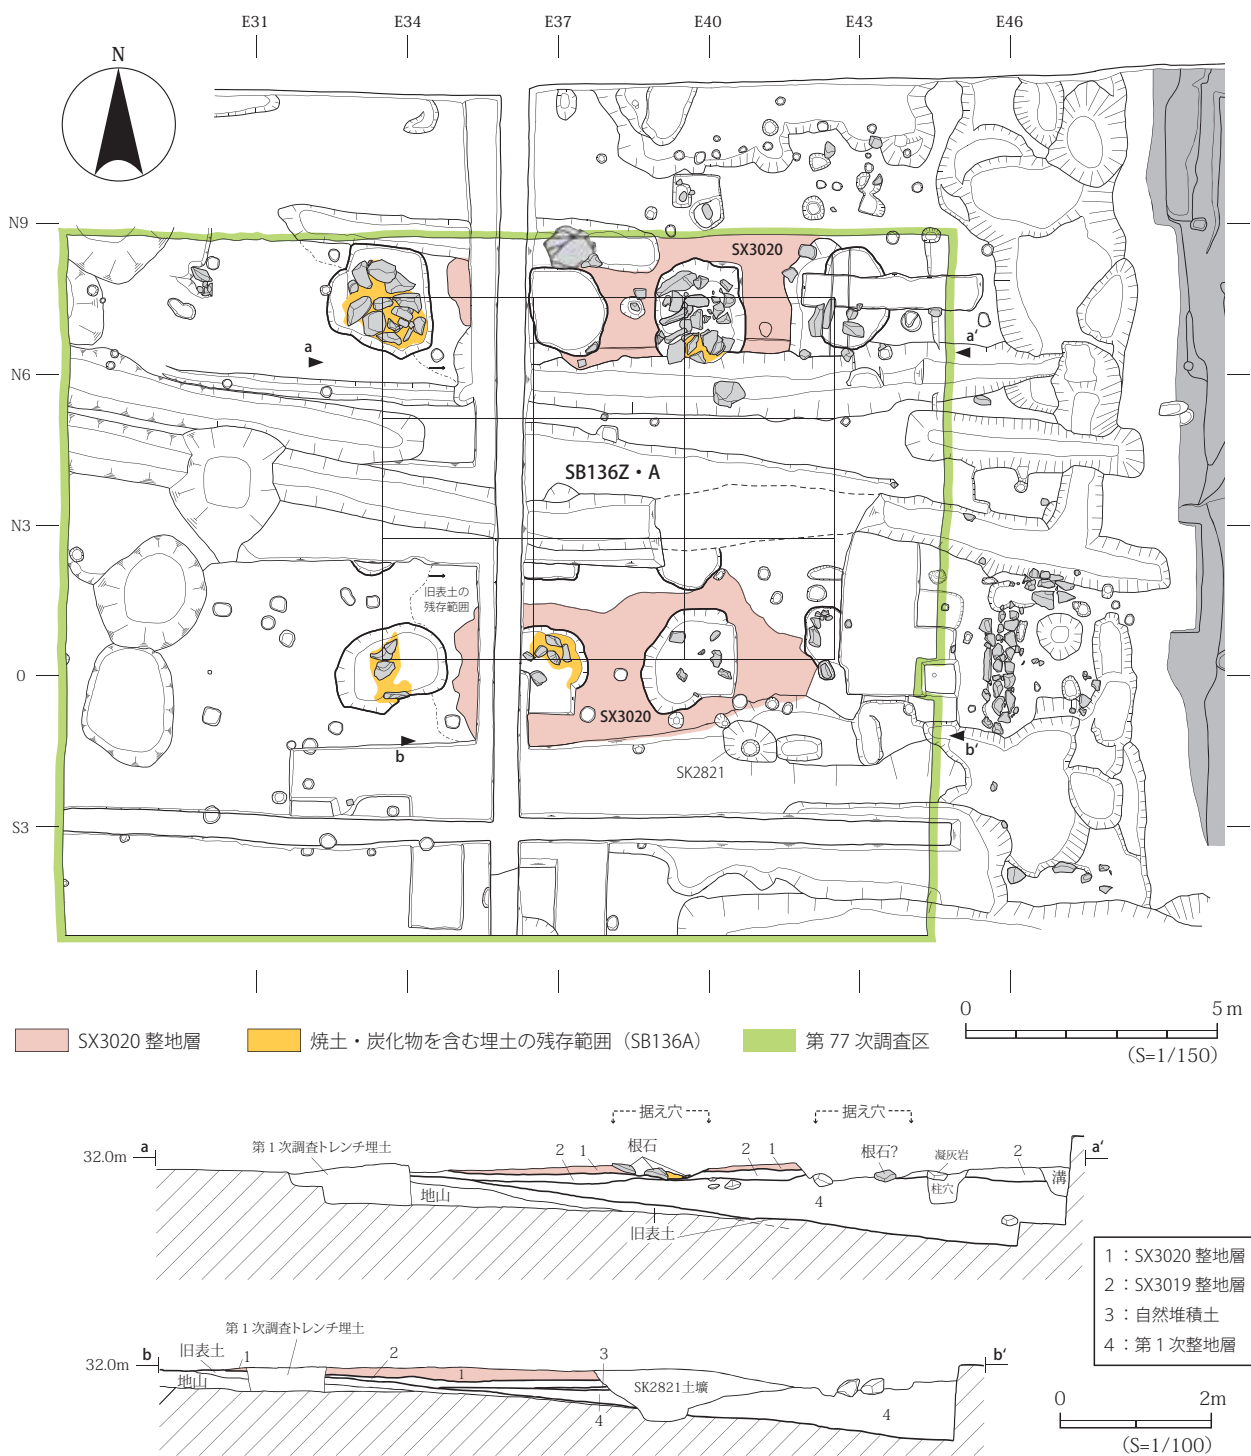 E31 E34 E37 E40 E43 E46
N
N9
SX3020
a a‘
N6
SB136Z・A
N3
旧表土の
残存範囲
0
SX3020
b b‘
SK2821
S3
0 5 m
(S=1/150)
SX3020 整地層
焼土・炭化物を含む埋土の残存範囲（SB136A）
第 77 次調査区
据え穴 据え穴
a 32.0m 第1次調査トレンチ埋土 2 1 根石 2 1 根石? 凝灰岩 2 a‘
地山 4 柱穴 溝
旧表土
1 ：SX3020 整地層
2 ：SX3019 整地層
3 ：自然堆積土
4 ：第 1 次整地層
第1次調査トレンチ埋土
32.0m b 旧表土 1 2 3 b‘
地山 1 SK2821土壙
4 4
0 2m
(S=1/100)